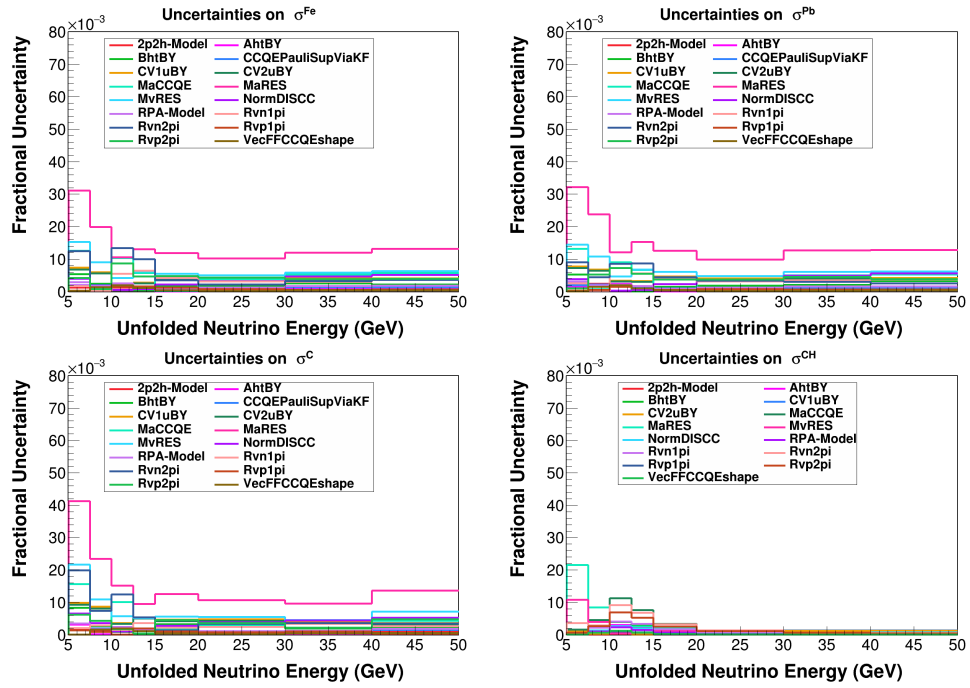 Uncertainties on σFe
×10−3
Fractional Uncertainty
80
70
60
50
40
30
20
10
0
2p2h-Model AhtBY
BhtBY CCQEPauliSupViaKF
CV1uBY CV2uBY
MaCCQE MaRES
MvRES NormDISCC
RPA-Model Rvn1pi
Rvn2pi Rvp1pi
Rvp2pi VecFFCCQEshape
5 10 15 20 25 30 35 40 45 50
Unfolded Neutrino Energy (GeV)
Uncertainties on σPb
×10−3
Fractional Uncertainty
80
70
60
50
40
30
20
10
0
2p2h-Model AhtBY
BhtBY CCQEPauliSupViaKF
CV1uBY CV2uBY
MaCCQE MaRES
MvRES NormDISCC
RPA-Model Rvn1pi
Rvn2pi Rvp1pi
Rvp2pi VecFFCCQEshape
5 10 15 20 25 30 35 40 45 50
Unfolded Neutrino Energy (GeV)
Uncertainties on σC
×10−3
Fractional Uncertainty
80
70
60
50
40
30
20
10
0
2p2h-Model AhtBY
BhtBY CCQEPauliSupViaKF
CV1uBY CV2uBY
MaCCQE MaRES
MvRES NormDISCC
RPA-Model Rvn1pi
Rvn2pi Rvp1pi
Rvp2pi VecFFCCQEshape
5 10 15 20 25 30 35 40 45 50
Unfolded Neutrino Energy (GeV)
Uncertainties on σCH
×10−3
Fractional Uncertainty
80
70
60
50
40
30
20
10
0
2p2h-Model AhtBY
BhtBY CV1uBY
CV2uBY MaCCQE
MaRES MvRES
NormDISCC RPA-Model
Rvn1pi Rvn2pi
Rvp1pi Rvp2pi
VecFFCCQEshape
5 10 15 20 25 30 35 40 45 50
Unfolded Neutrino Energy (GeV)